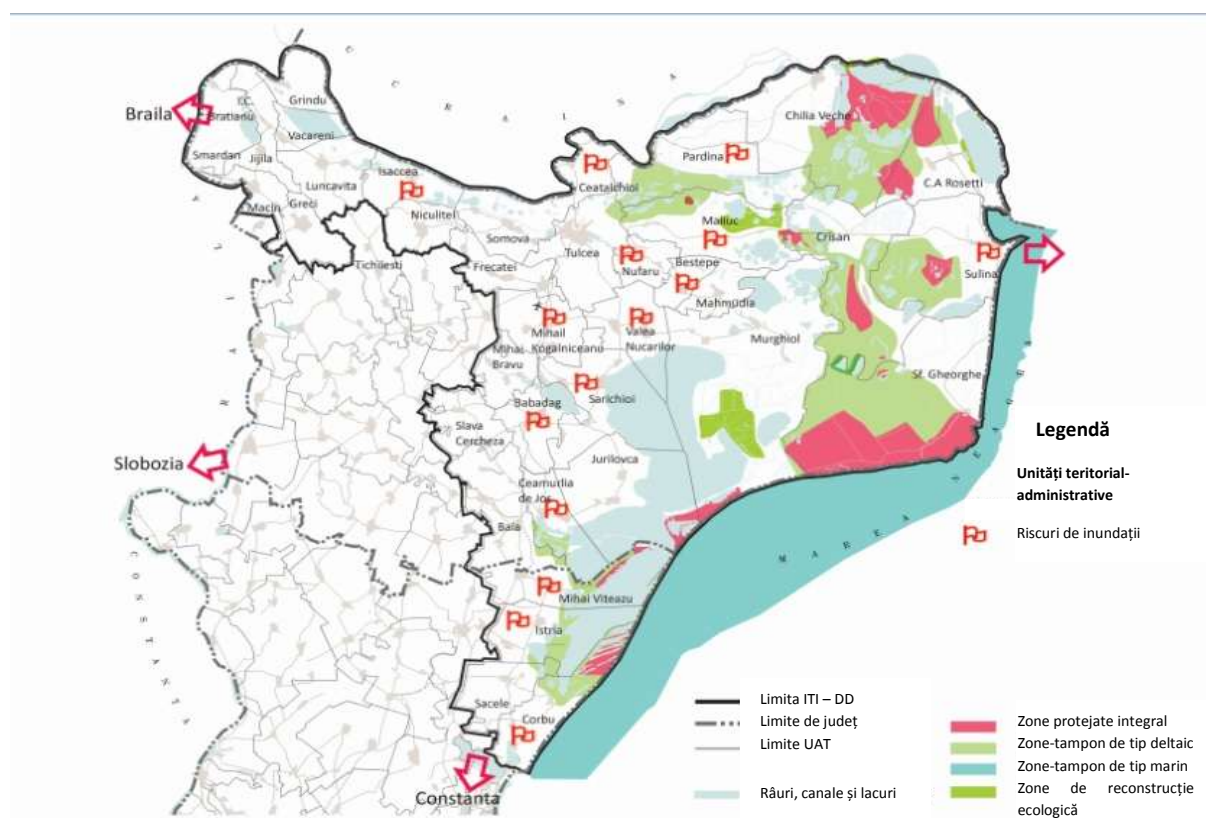 UCRAINA
Braila
I.C.
Bratianu
Grindu
Vacareni
Smardan
Jijila
Luncavita
Isaccea
Macin
Greci
Niculitel
Ceatalchioi
Pardina
Chilia Veche
C.A Rosetti
Somova
Tulcea
Maliuc
Crisan
Frecatei
Tichilesti
Nufaru
Bestepe
Sulina
Mahmudia
Mihail
Kogalniceanu
Valea
Nucarilor
Murghiol
Mihai
Bravu
Sarichioi
Sf. Gheorghe
Babadag
Slava
Cercheza
Slobozia
Jurilovca
Ceamurlia
de Jos
Baia
MAREA NEAGRA
CONSTANTA
Mihai Viteazu
Istria
Sacele
Corbu
Constanta
Legendă
Unități teritorial-
administrative
Riscuri de inundații
Limita ITI – DD
Limite de județ
Limite UAT
Râuri, canale și lacuri
Zone protejate integral
Zone-tampon de tip deltaic
Zone-tampon de tip marin
Zone de reconstrucție
ecologică